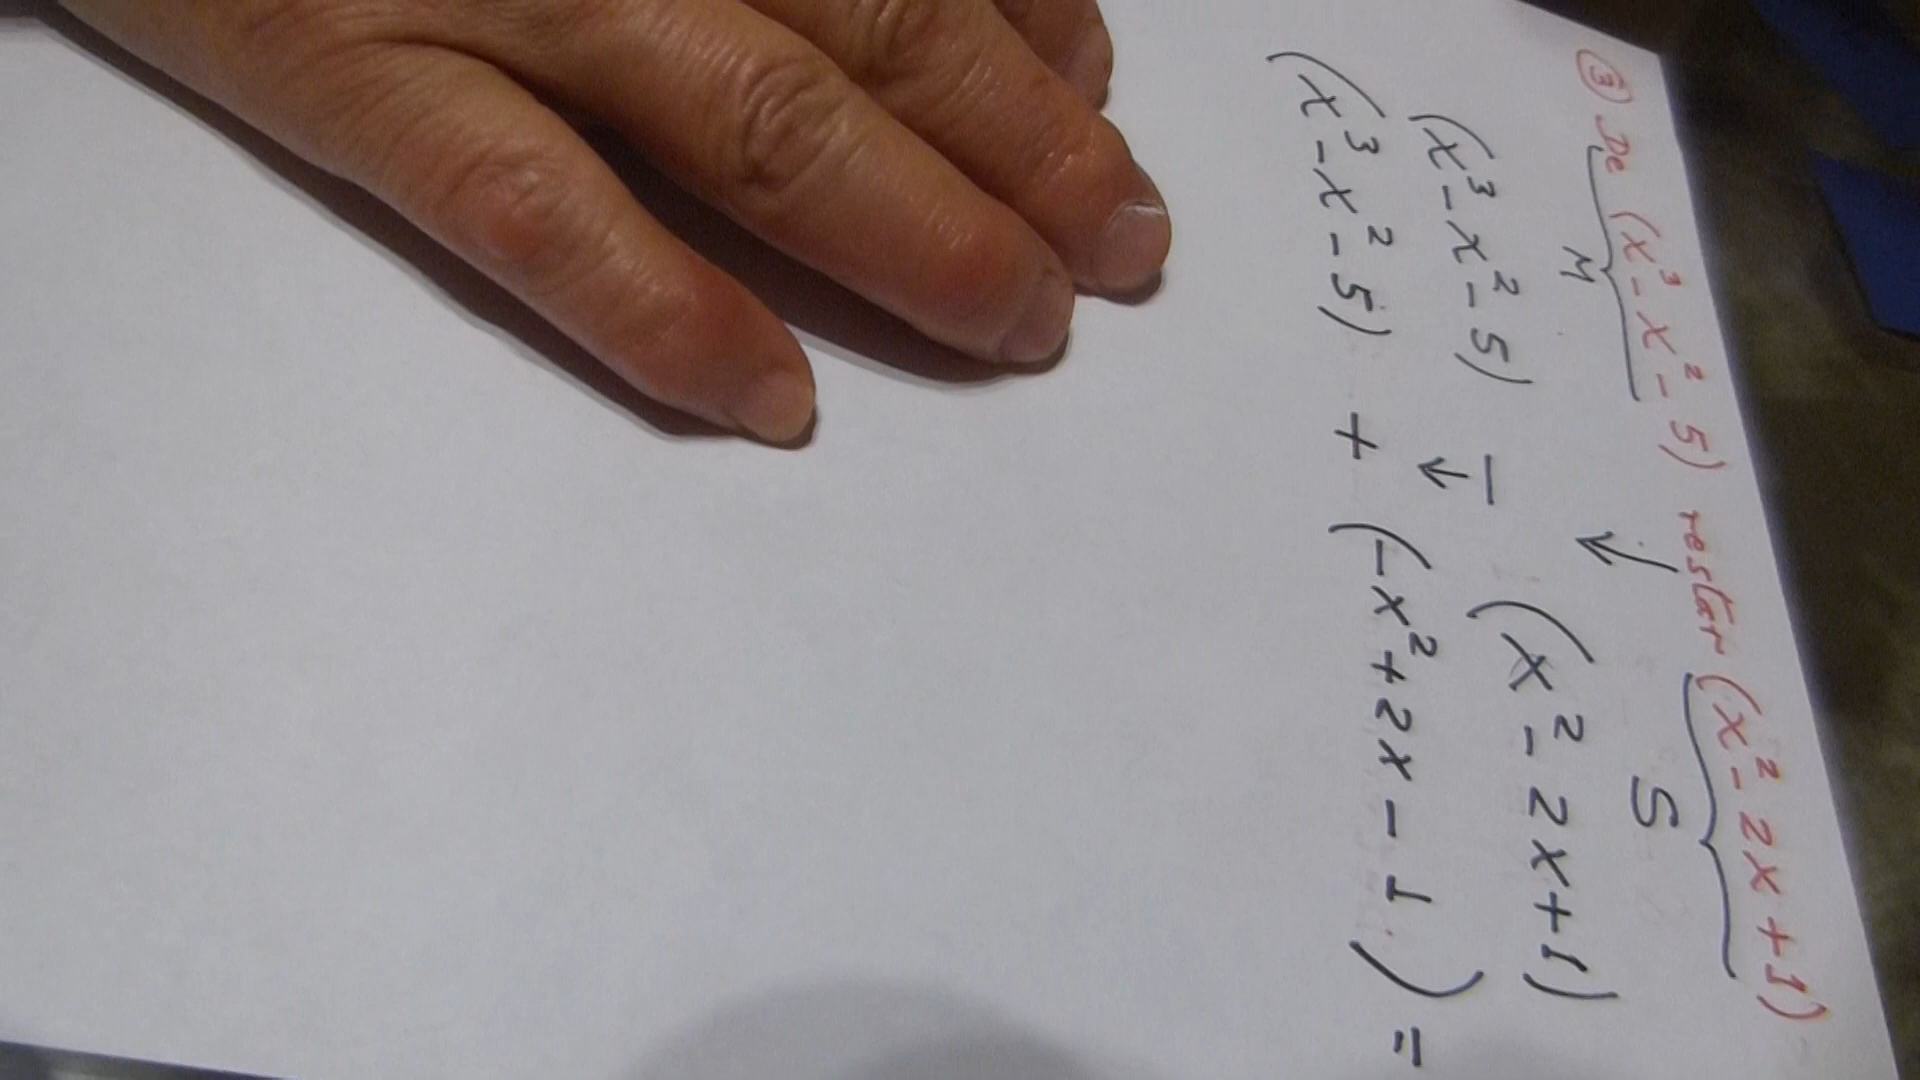 ③ De (x³ - x² - 5) restar (x² - 2x + 1)
M ↓ S
(x³ - x² - 5) - (x² - 2x + 1)
↓
(x³ - x² - 5) + (-x² + 2x - 1) =